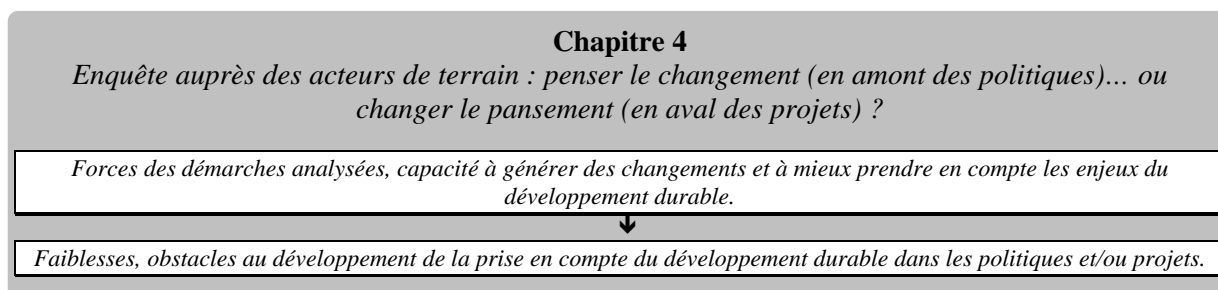 Chapitre 4
Enquête auprès des acteurs de terrain : penser le changement (en amont des politiques)… ou
changer le pansement (en aval des projets) ?
Forces des démarches analysées, capacité à générer des changements et à mieux prendre en compte les enjeux du
développement durable.
Faiblesses, obstacles au développement de la prise en compte du développement durable dans les politiques et/ou projets.